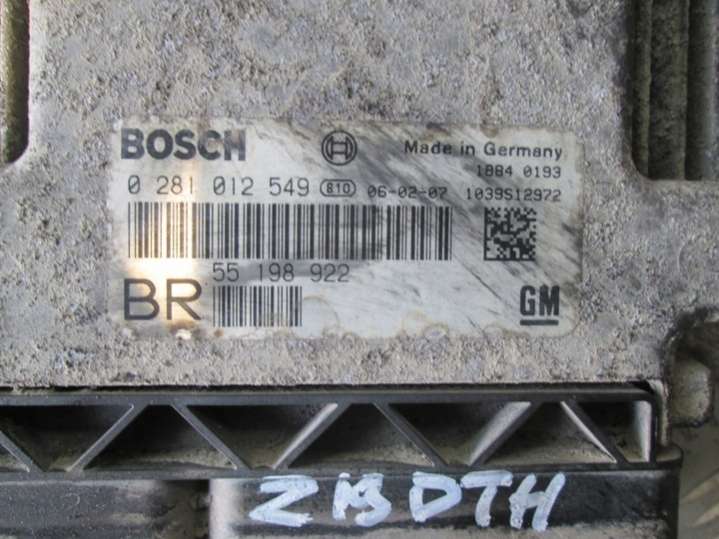 BOSCH Made in Germany
1884 0193
0 281 012 549 810 06-02-07 1039S12972
55 198 922
BR GM
Z19DTH